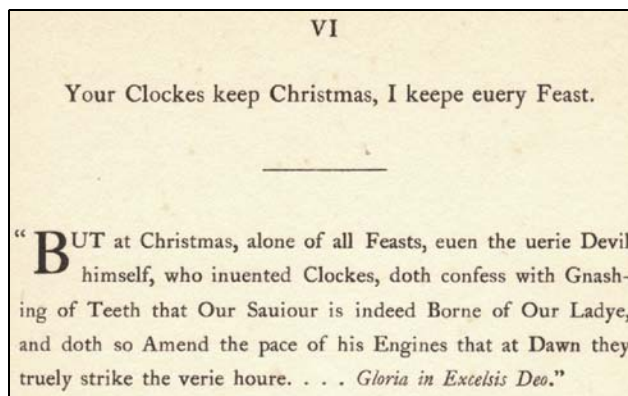 VI
Your Clockes keep Christmas, I keepe euery Feast.
“BUT at Christmas, alone of all Feasts, euen the uerie Devil
himself, who inuented Clockes, doth confess with Gnash-
ing of Teeth that Our Sauiour is indeed Borne of Our Ladye,
and doth so Amend the pace of his Engines that at Dawn they
truely strike the verie houre. . . . Gloria in Excelsis Deo.”